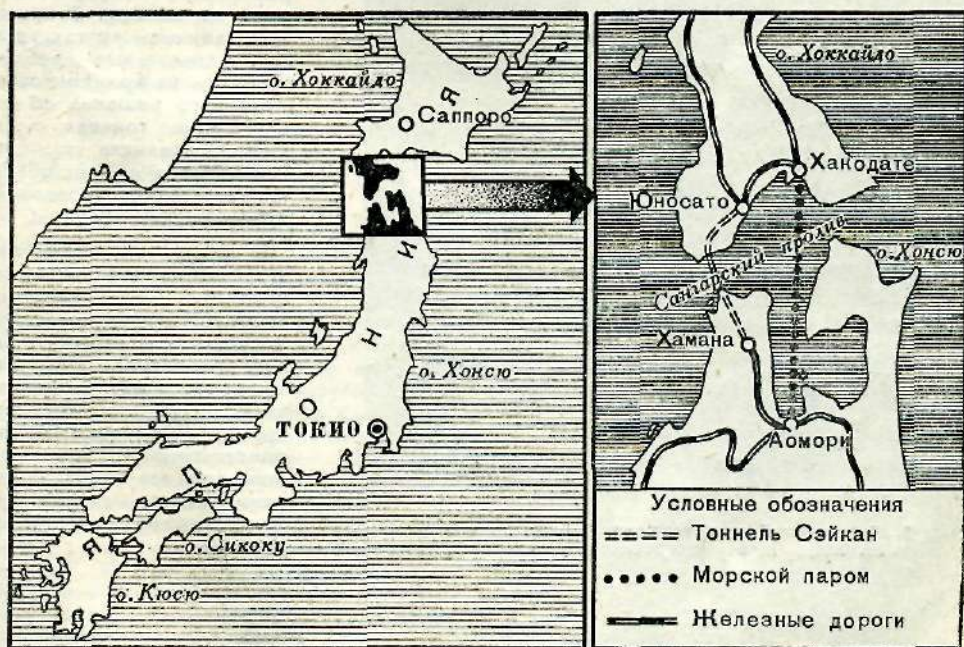 о. Хоккайдо
Саппоро
ЯПОНИЯ
о. Хонсю
ТОКИО
о. Сикоку
о. Кюсю
о. Хоккайдо
Хакодате
Юносато
Сангарский пролив
о. Хонсю
Хамана
Аомори
Условные обозначения
Тоннель Сэйкан
Морской паром
Железные дороги